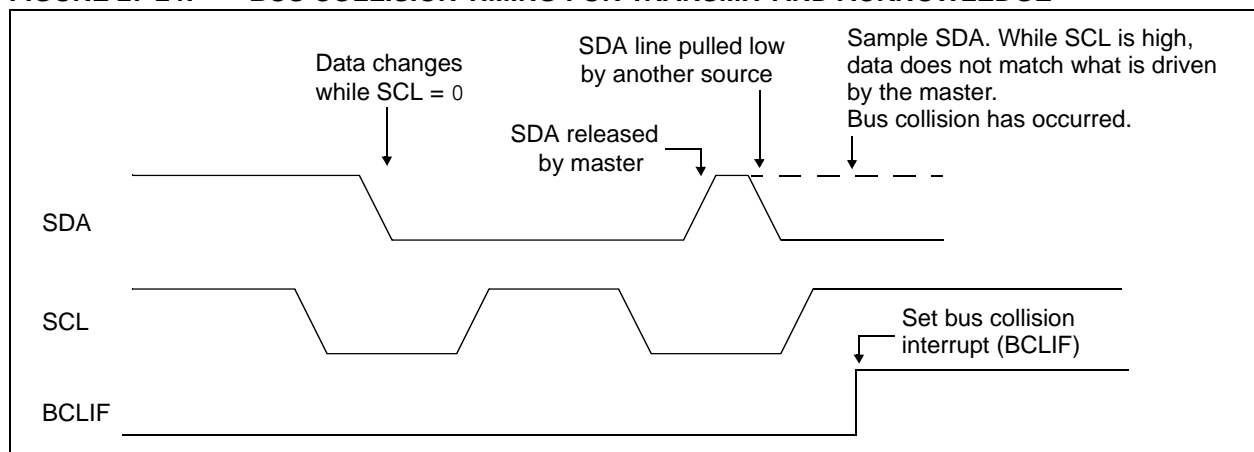 Data changes
while SCL = 0
SDA line pulled low
by another source
Sample SDA. While SCL is high,
data does not match what is driven
by the master.
Bus collision has occurred.
SDA released
by master
SDA
SCL
Set bus collision
interrupt (BCLIF)
BCLIF